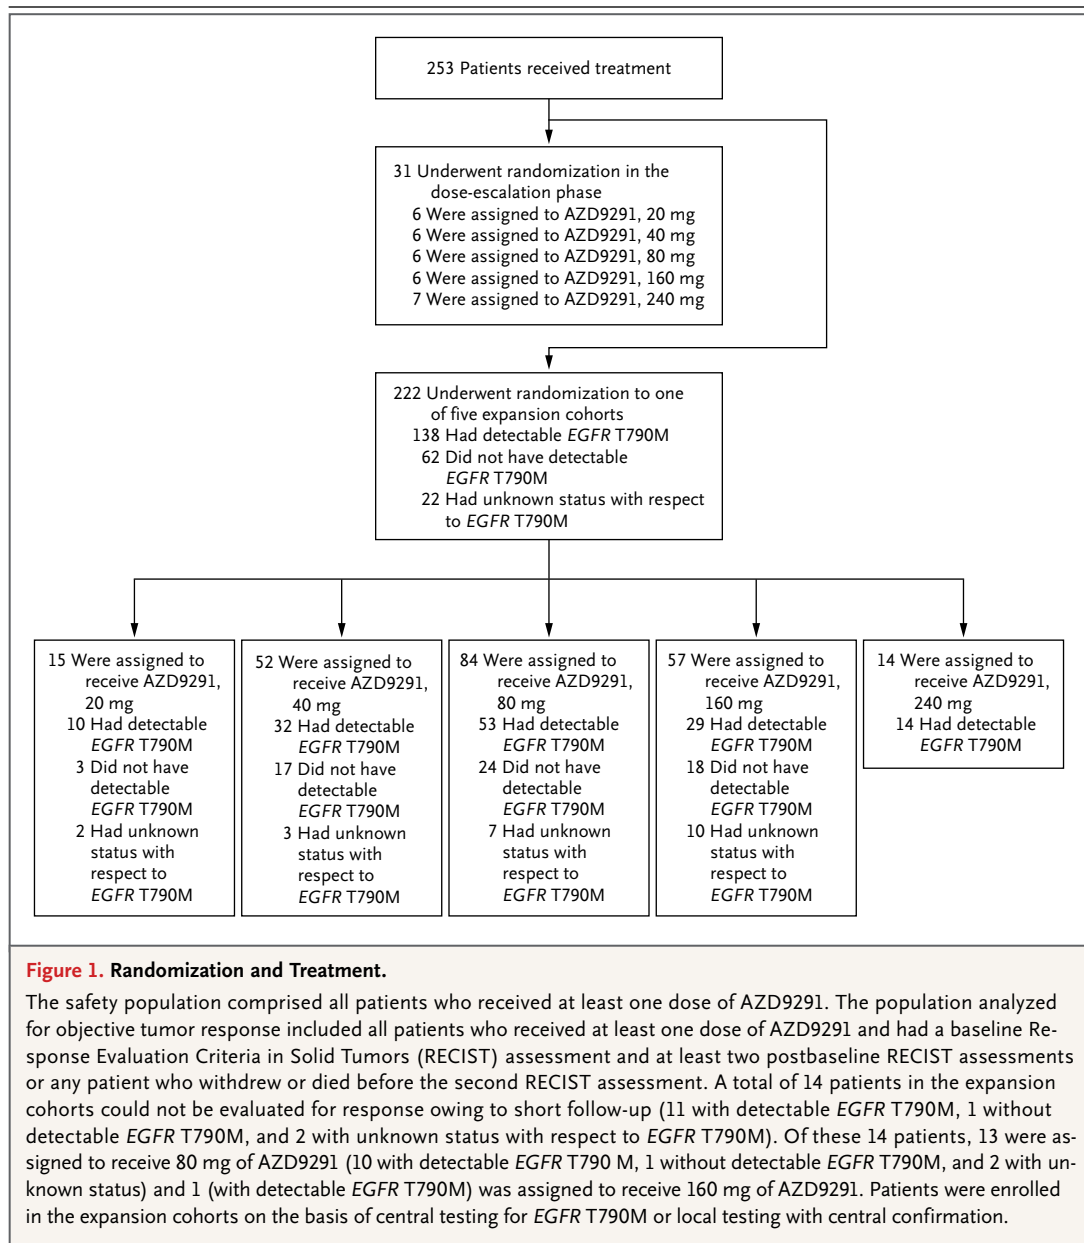 253 Patients received treatment
31 Underwent randomization in the
dose-escalation phase
6 Were assigned to AZD9291, 20 mg
6 Were assigned to AZD9291, 40 mg
6 Were assigned to AZD9291, 80 mg
6 Were assigned to AZD9291, 160 mg
7 Were assigned to AZD9291, 240 mg
222 Underwent randomization to one
of five expansion cohorts
138 Had detectable EGFR T790M
62 Did not have detectable
EGFR T790M
22 Had unknown status with respect
to EGFR T790M
15 Were assigned to
receive AZD9291,
20 mg
10 Had detectable
EGFR T790M
3 Did not have
detectable
EGFR T790M
2 Had unknown
status with
respect to
EGFR T790M
52 Were assigned to
receive AZD9291,
40 mg
32 Had detectable
EGFR T790M
17 Did not have
detectable
EGFR T790M
3 Had unknown
status with
respect to
EGFR T790M
84 Were assigned to
receive AZD9291,
80 mg
53 Had detectable
EGFR T790M
24 Did not have
detectable
EGFR T790M
7 Had unknown
status with
respect to
EGFR T790M
57 Were assigned to
receive AZD9291,
160 mg
29 Had detectable
EGFR T790M
18 Did not have
detectable
EGFR T790M
10 Had unknown
status with
respect to
EGFR T790M
14 Were assigned to
receive AZD9291,
240 mg
14 Had detectable
EGFR T790M
Figure 1. Randomization and Treatment.
The safety population comprised all patients who received at least one dose of AZD9291. The population analyzed
for objective tumor response included all patients who received at least one dose of AZD9291 and had a baseline Re-
sponse Evaluation Criteria in Solid Tumors (RECIST) assessment and at least two postbaseline RECIST assessments
or any patient who withdrew or died before the second RECIST assessment. A total of 14 patients in the expansion
cohorts could not be evaluated for response owing to short follow-up (11 with detectable EGFR T790M, 1 without
detectable EGFR T790M, and 2 with unknown status with respect to EGFR T790M). Of these 14 patients, 13 were as-
signed to receive 80 mg of AZD9291 (10 with detectable EGFR T790 M, 1 without detectable EGFR T790M, and 2 with un-
known status) and 1 (with detectable EGFR T790M) was assigned to receive 160 mg of AZD9291. Patients were enrolled
in the expansion cohorts on the basis of central testing for EGFR T790M or local testing with central confirmation.